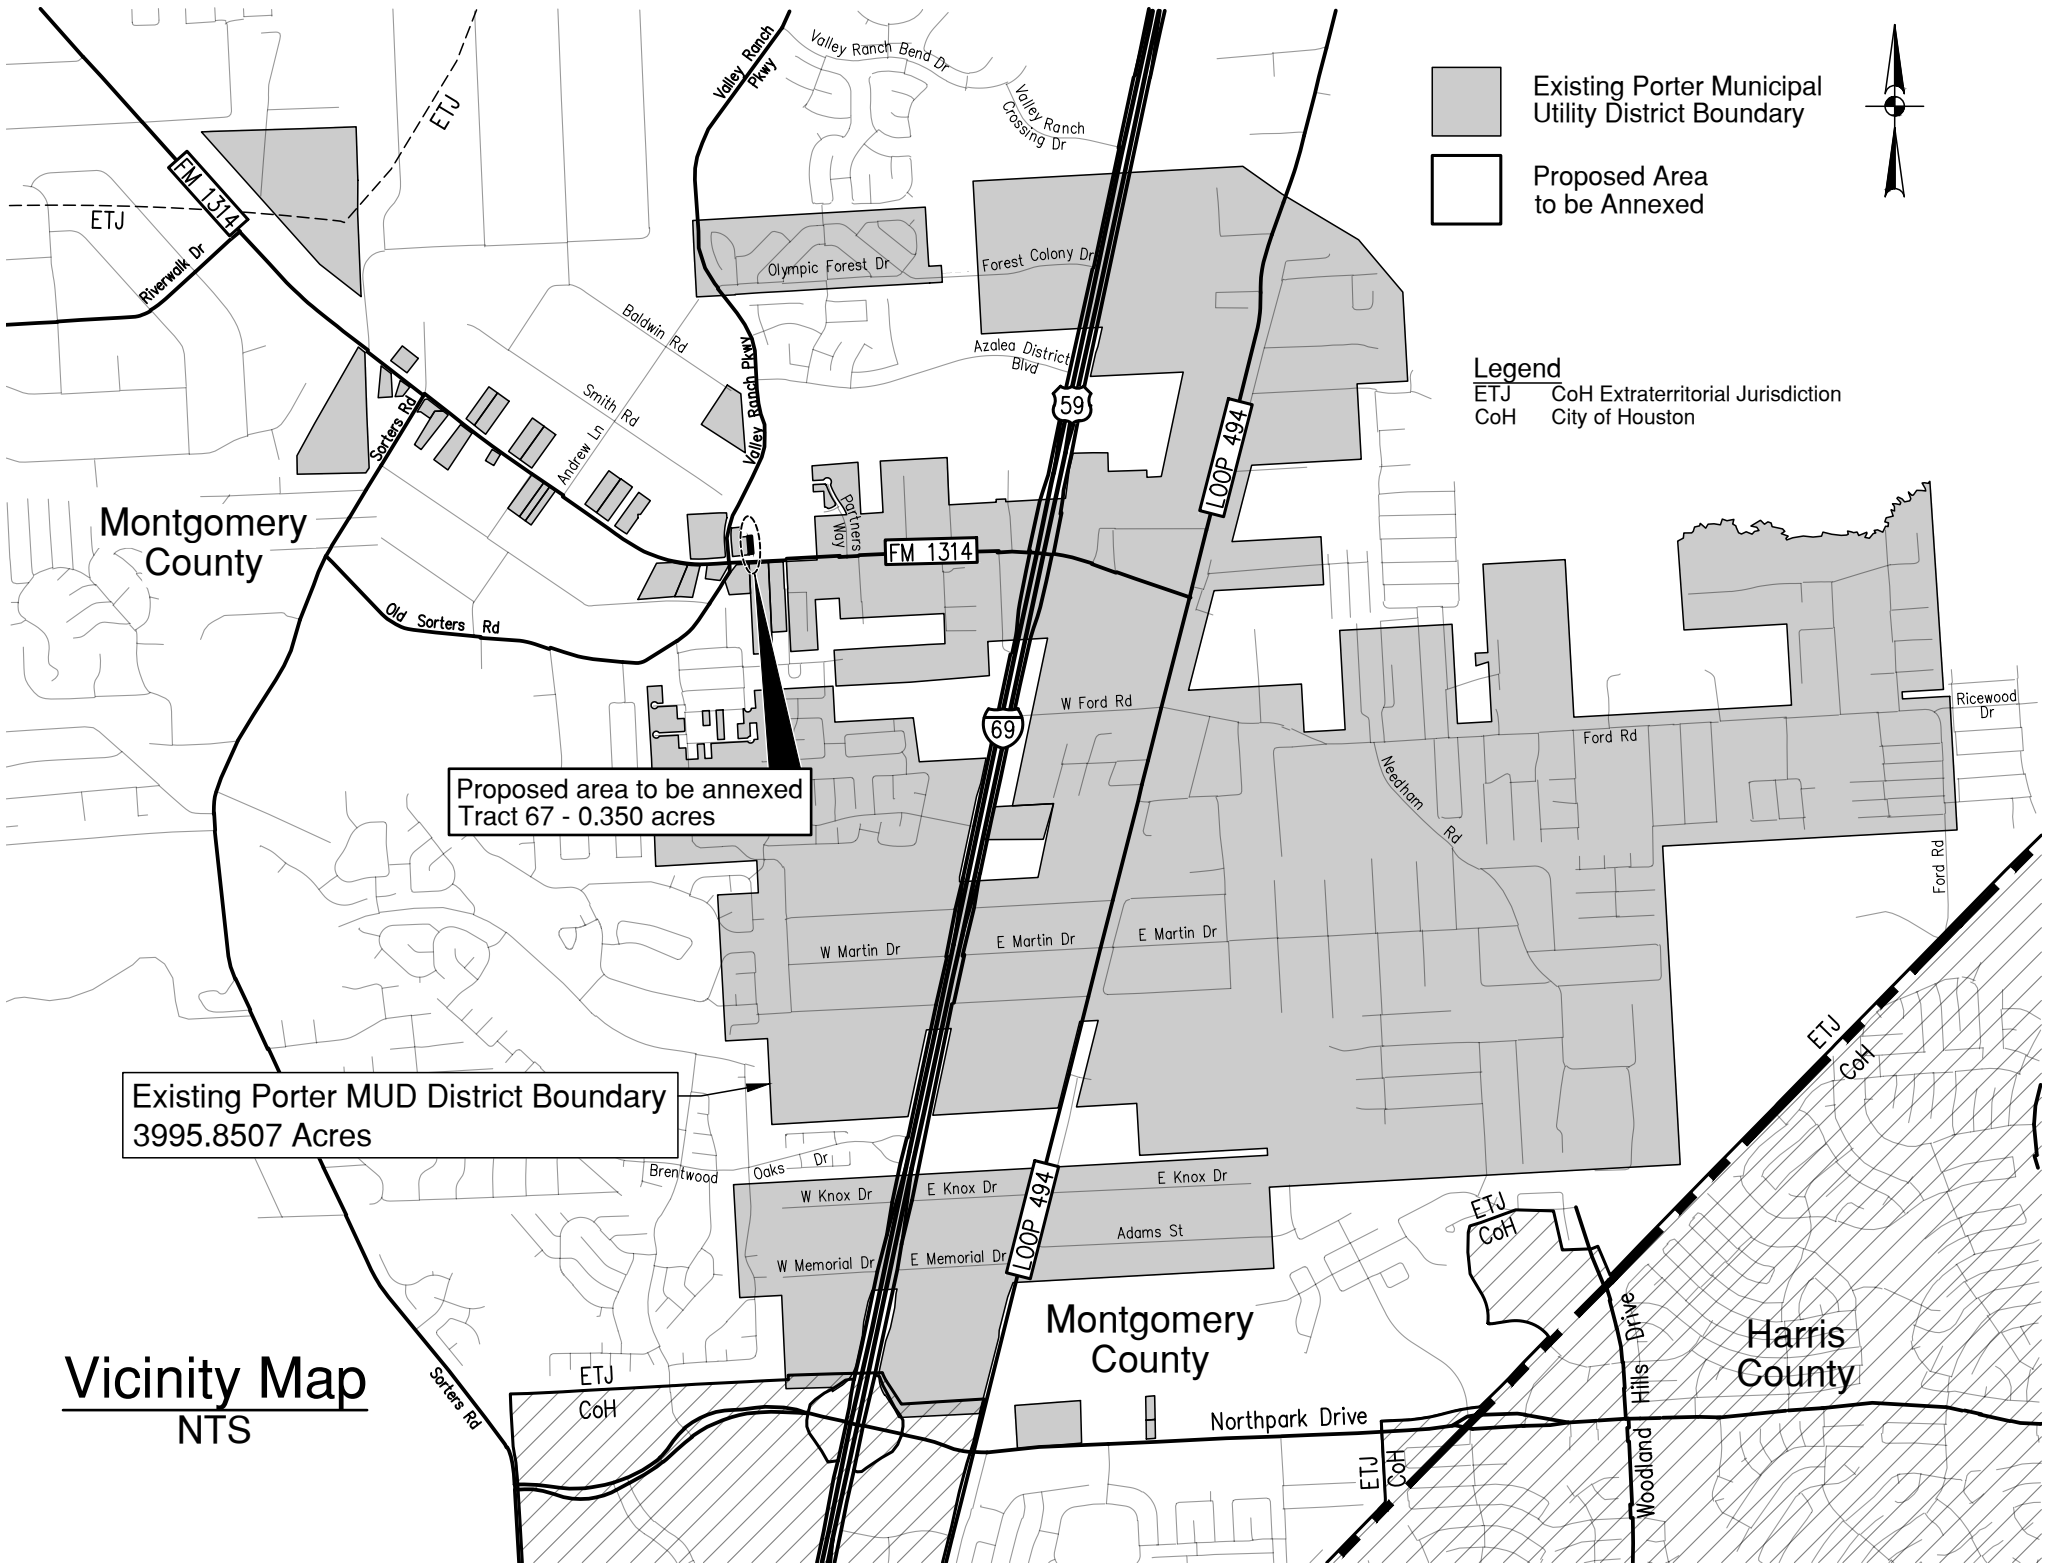 Valley Ranch
Pkwy
Valley Ranch Bend Dr
Valley Ranch
Crossing Dr
Existing Porter Municipal
Utility District Boundary
Proposed Area
to be Annexed
ETJ
FM 1314
ETJ
Riverwalk Dr
Olympic Forest Dr
Forest Colony Dr
Baldwin Rd
Azalea District
Blvd
Legend
ETJ CoH Extraterritorial Jurisdiction
CoH City of Houston
Smith Rd
Valley Ranch Pkwy
59
LOOP 494
Sorters Rd
Andrew Ln
Montgomery
County
Partners
Way
FM 1314
Old Sorters Rd
W Ford Rd
69
Ricewood
Dr
Ford Rd
Needham
Rd
Proposed area to be annexed
Tract 67 - 0.350 acres
Ford Rd
W Martin Dr
E Martin Dr
E Martin Dr
ETJ
CoH
Existing Porter MUD District Boundary
3995.8507 Acres
Brentwood
Oaks
Dr
W Knox Dr
E Knox Dr
E Knox Dr
LOOP 494
Adams St
W Memorial Dr
E Memorial Dr
ETJ
CoH
Montgomery
County
Harris
County
Woodland Hills Drive
Vicinity Map
NTS
Sorters Rd
ETJ
CoH
Northpark Drive
ETJ
CoH